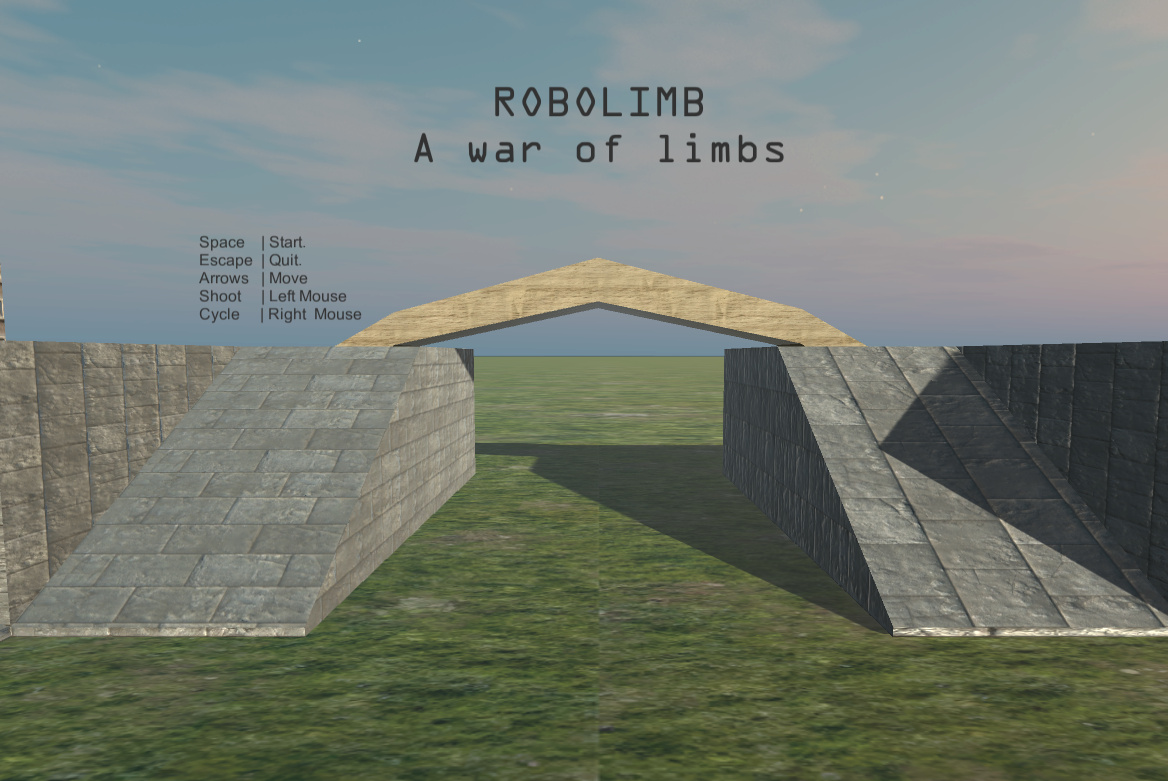 ROBOLIMB
A war of limbs
Space | Start.
Escape | Quit.
Arrows | Move
Shoot | Left Mouse
Cycle | Right Mouse